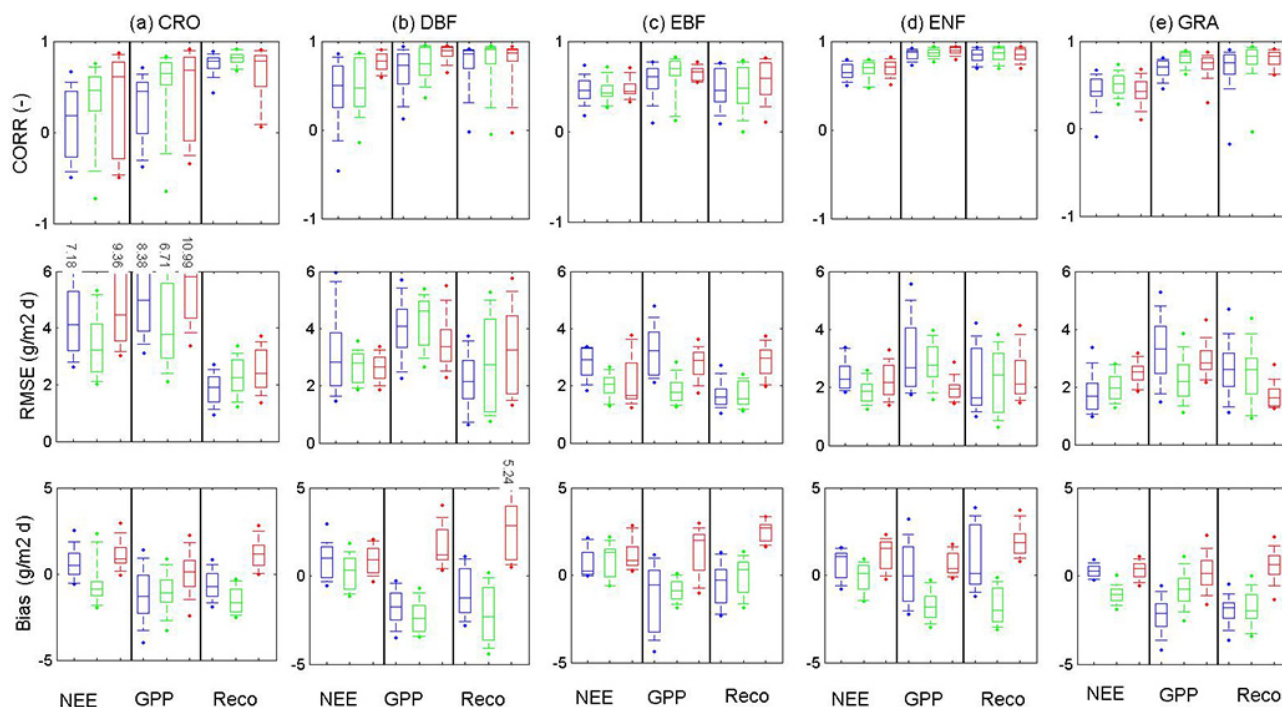 (a) CRO (b) DBF (c) EBF (d) ENF (e) GRA
CORR (-)
1 1 1 1 1
0 0 0 0 0
-1 -1 -1 -1 -1
RMSE (g/m2 d)
7.18 9.36 8.38 6.71 10.99
6 6 6 6 6
4 4 4 4 4
2 2 2 2 2
0 0 0 0 0
Bias (g/m2 d)
5.24
5 5 5 5 5
0 0 0 0 0
-5 -5 -5 -5 -5
NEE GPP Reco NEE GPP Reco NEE GPP Reco NEE GPP Reco NEE GPP Reco